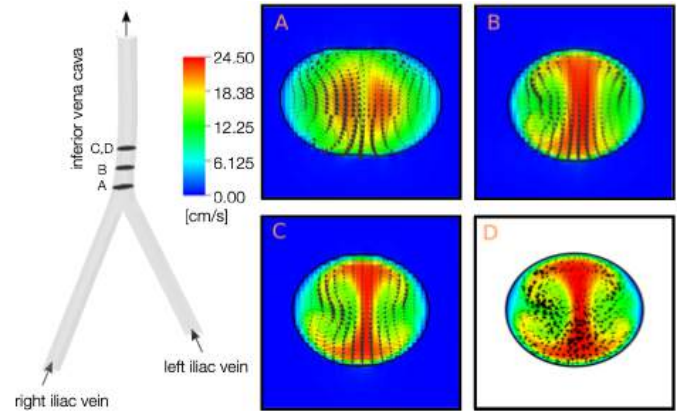 A
B
inferior vena cava
24.50
18.38
12.25
6.125
0.00
[cm/s]
C,D
B
A
C
D
left iliac vein
right iliac vein